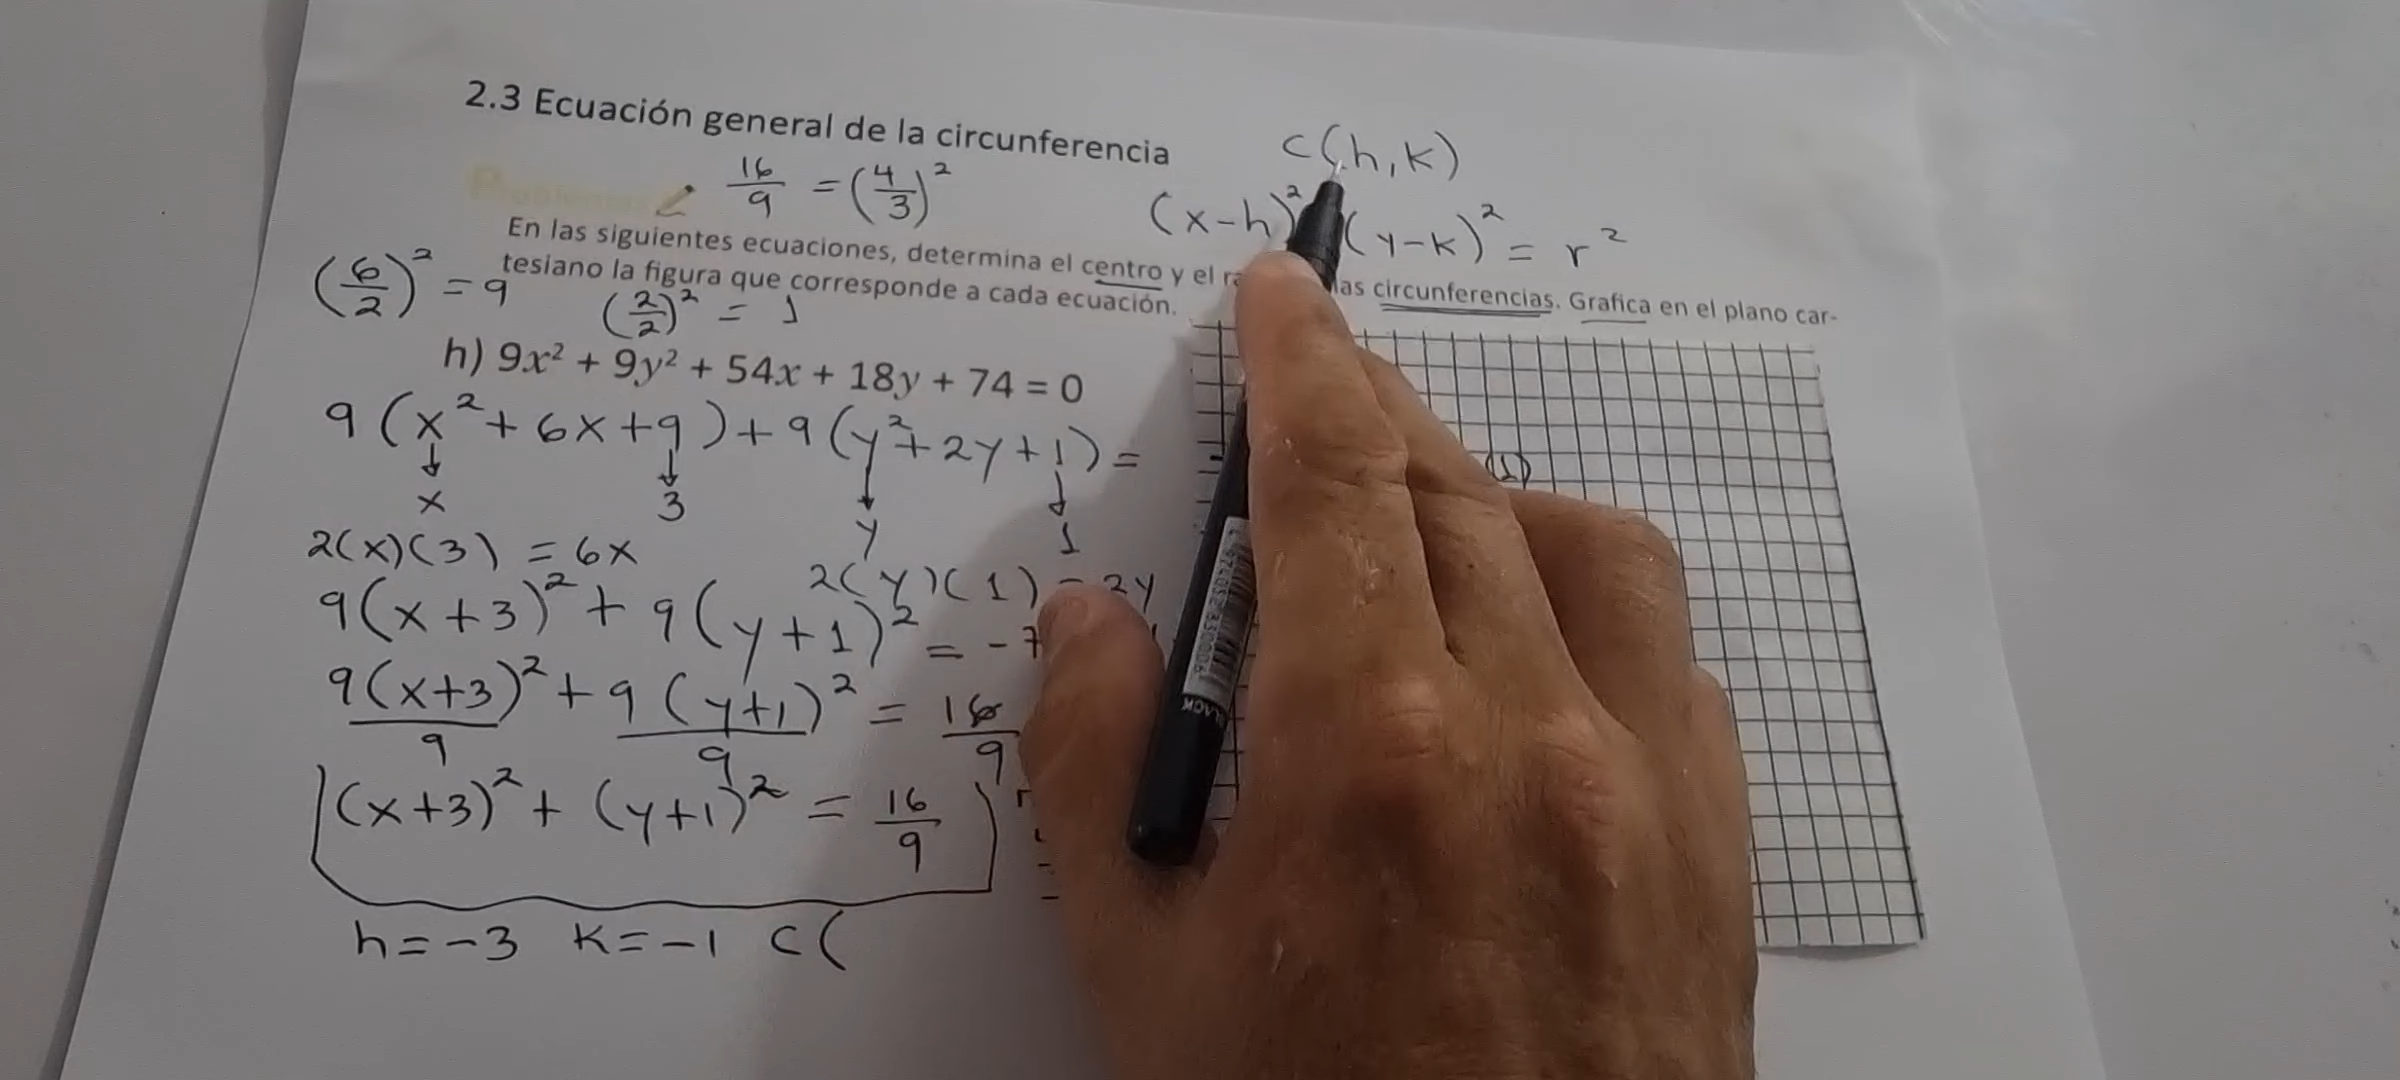 2.3 Ecuación general de la circunferencia
C(h,k)
16/9 = (4/3)²
(x-h)² (y-k)² = r²
En las siguientes ecuaciones, determina el centro y el las circunferencias. Grafica en el plano car-
tesiano la figura que corresponde a cada ecuación.
(6/2)² = 9
(2/2)² = 1
h) 9x² + 9y² + 54x + 18y + 74 = 0
9(x²+6x+9)+9(y²+2y+1)=
(1)
x 3 y 1
2(x)(3) = 6x
2(y)(1) = 2y
9(x+3)² + 9(y+1)² = -7
9(x+3)²/9 + 9(y+1)²/9 = 16/9
(x+3)² + (y+1)² = 16/9
h=-3 k=-1 C(